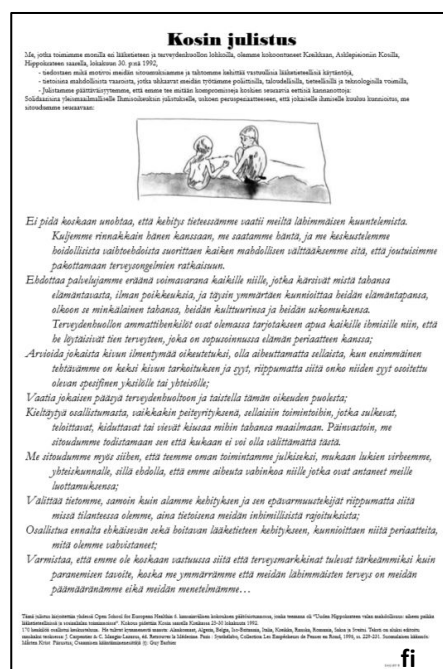 Kosin julistus
Me, jotka toimimme monilla eri lääketieteen ja terveydenhuollon lohkoilla, olemme kokoontuneet Kreikkaan, Asklepieioniin Kosilla,
Hippokrateen saarella, lokakuun 30. p:nä 1992,
- tiedostaen mikä motivoi meidän sitoumuksiamme ja tahtomme kehittää vastuullisia lääketieteellisiä käytäntöjä,
- tietoisina mahdollisista vaaroista, jotka uhkaavat meidän työtämme poliittisilla, taloudellisilla, tieteellisillä ja teknologisilla voimilla,
- Julistamme päättäväisyytemme, että emme tee mitään kompromisseja koskien seuraavia eettisiä kannanottoja:
Solidaarisina yleismaailmalliselle Ihmisoikeuksin julistukselle, uskoen perusperiaatteeseen, että jokaiselle ihmiselle kuuluu kunnioitus, me
sitoudumme seuraavaan:
Ei pidä koskaan unohtaa, että kehitys tieteessämme vaatii meiltä lähimmäisen kuuntelemista.
Kuljemme rinnakkain hänen kanssaan, me saatamme häntä, ja me keskustelemme
hoidollisista vaihtoehdoista suorittaen kaiken mahdollisen välttääksemme sitä, että joutuisimme
pakottamaan terveysongelmien ratkaisuun.
Ehdottaa palvelujamme eräänä voimavarana kaikille niille, jotka kärsivät mistä tahansa
elämäntavasta, ilman poikkeuksia, ja täysin ymmärtäen kunnioittaa heidän elämäntapansa,
olkoon se minkälainen tahansa, heidän kulttuurinsa ja heidän uskomuksensa.
Terveydenhuollon ammattihenkilöt ovat olemassa tarjotakseen apua kaikille ihmisille niin, että
he löytäisivät tien terveyteen, joka on sopusoinnussa elämän periaatteen kanssa;
Arvioida jokaista kivun ilmentymää oikeutetuksi, olla aiheuttamatta sellaista, kun ensimmäinen
tehtävämme on keksi kivun tarkoituksen ja syyt, riippumatta siitä onko niiden syyt osoitettu
olevan spesifinen yksilölle tai yhteisölle;
Vaatia jokaisen pääsyä terveydenhuoltoon ja taistella tämän oikeuden puolesta;
Kieltäytyä osallistumasta, vaikkakin peiteyrityksenä, sellaisiin toimintoihin, jotka sulkevat,
teloittavat, kiduttavat tai vievät kiusaa mihin tahansa maailmaan. Päinvastoin, me
sitoudumme todistamaan sen että kukaan ei voi olla välittämättä tästä.
Me sitoudumme myös siihen, että teemme oman toimintamme julkiseksi, mukaan lukien virheemme,
yhteiskunnalle, sillä ehdolla, että emme aiheuta vahinkoa niille jotka ovat antaneet meille
luottamuksensa;
Välittää tietomme, samoin kuin alamme kehityksen ja sen epävarmuustekijät riippumatta siitä
missä tilanteessa olemme, aina tietoisena meidän inhimillisistä rajoituksista;
Osallistua ennalta ehkäisevän sekä hoitavan lääketieteen kehitykseen, kunnioittaen niitä periaatteita,
mitä olemme vahvistaneet;
Varmistaa, että emme ole koskaan vastuussa siitä että terveysmarkkinat tulevat tärkeämmiksi kuin
paranemisen tavoite, koska me ymmärrämme että meidän lähimmäisten terveys on meidän
päämääränämme eikä meidän menetelmämme…
fi